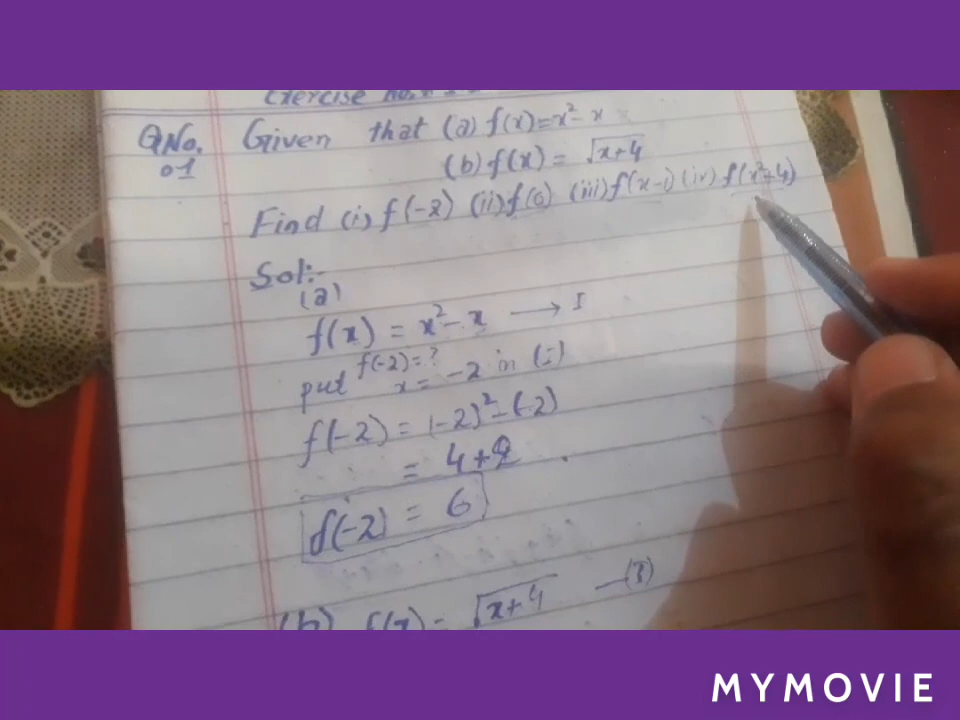 Exercise No.
Q No. 01 Given that (a) f(x)=x²-x
(b) f(x) = √x+4
Find (i) f(-2) (ii) f(0) (iii) f(x-1) (iv) f(x²+4)
Sol:-
(a)
f(x) = x²-x → I
f(-2)=?
put x = -2 in (I)
f(-2) = (-2)²-(-2)
= 4+2
f(-2) = 6
(b) f(x) = √x+4 —(I)
MYMOVIE